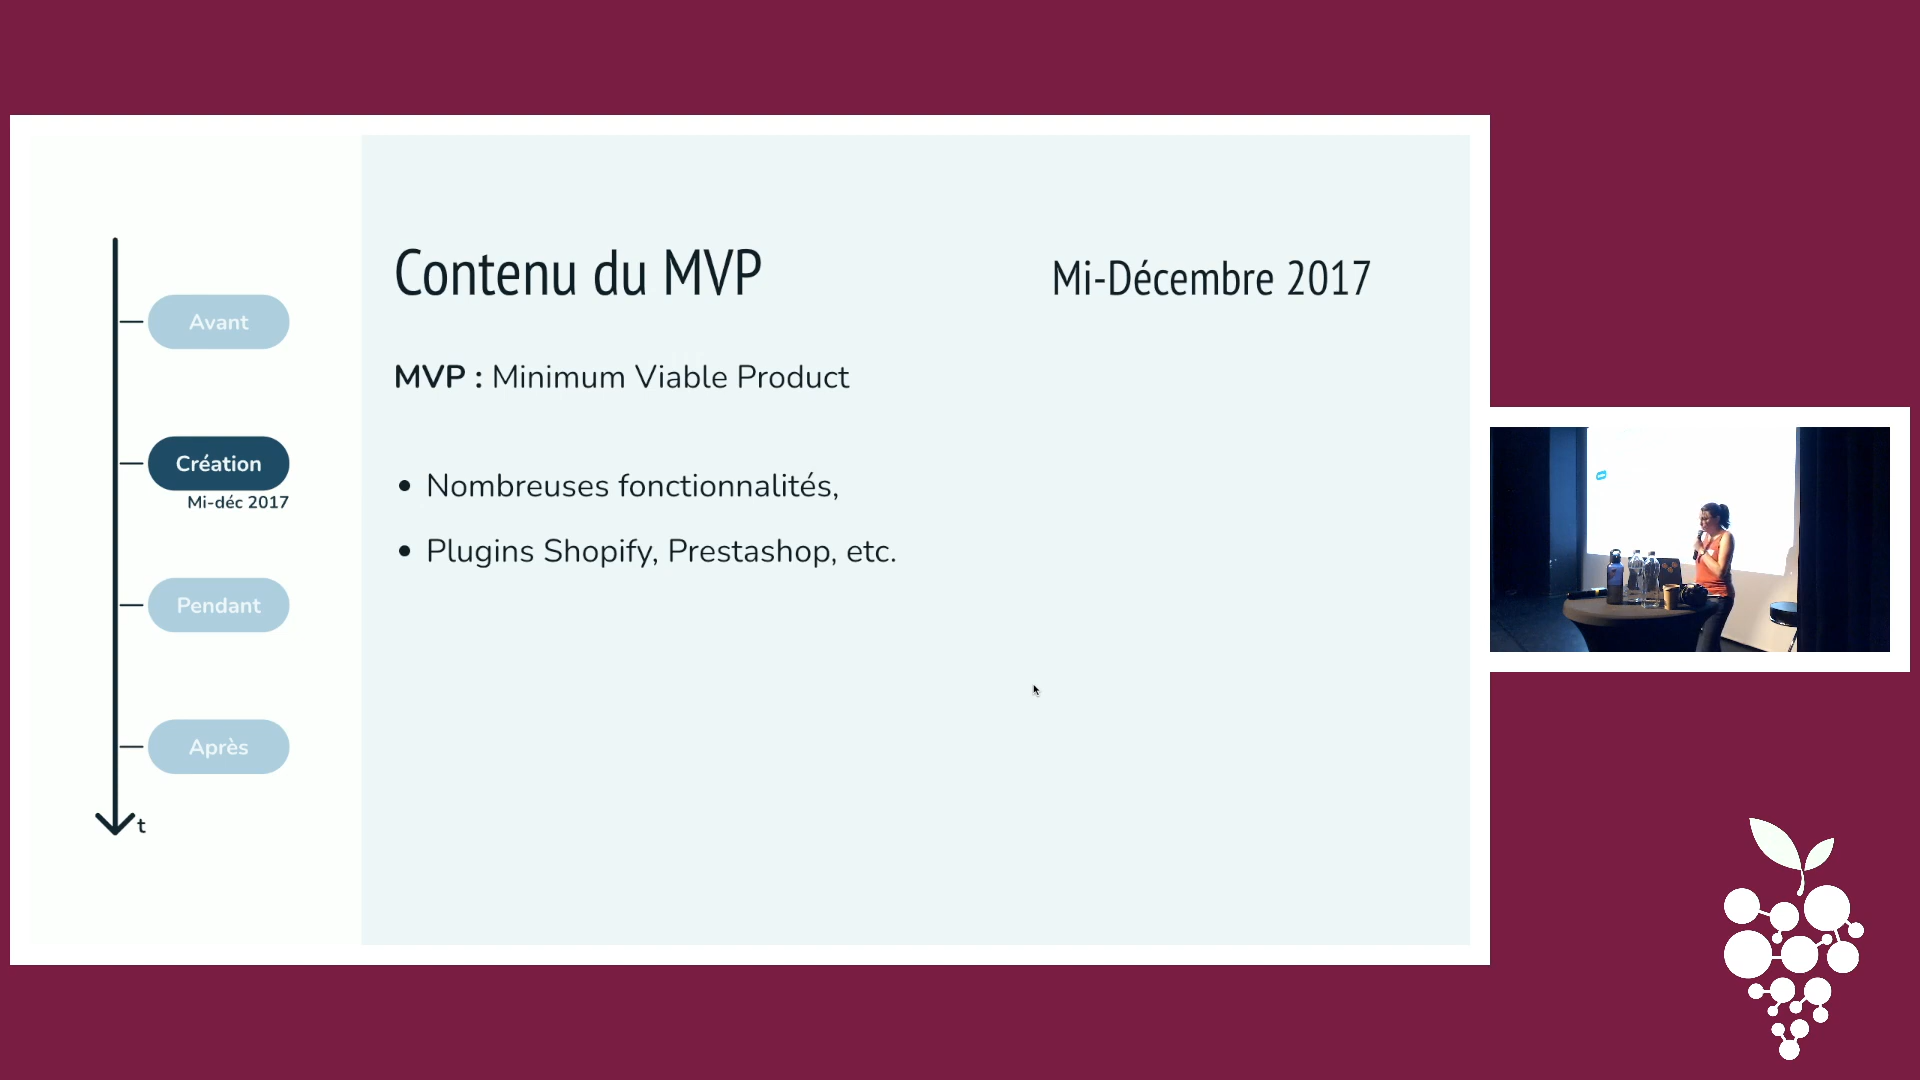 Avant
Création
Mi-déc 2017
Pendant
Après
t
Contenu du MVP
Mi-Décembre 2017
MVP : Minimum Viable Product
• Nombreuses fonctionnalités,
• Plugins Shopify, Prestashop, etc.